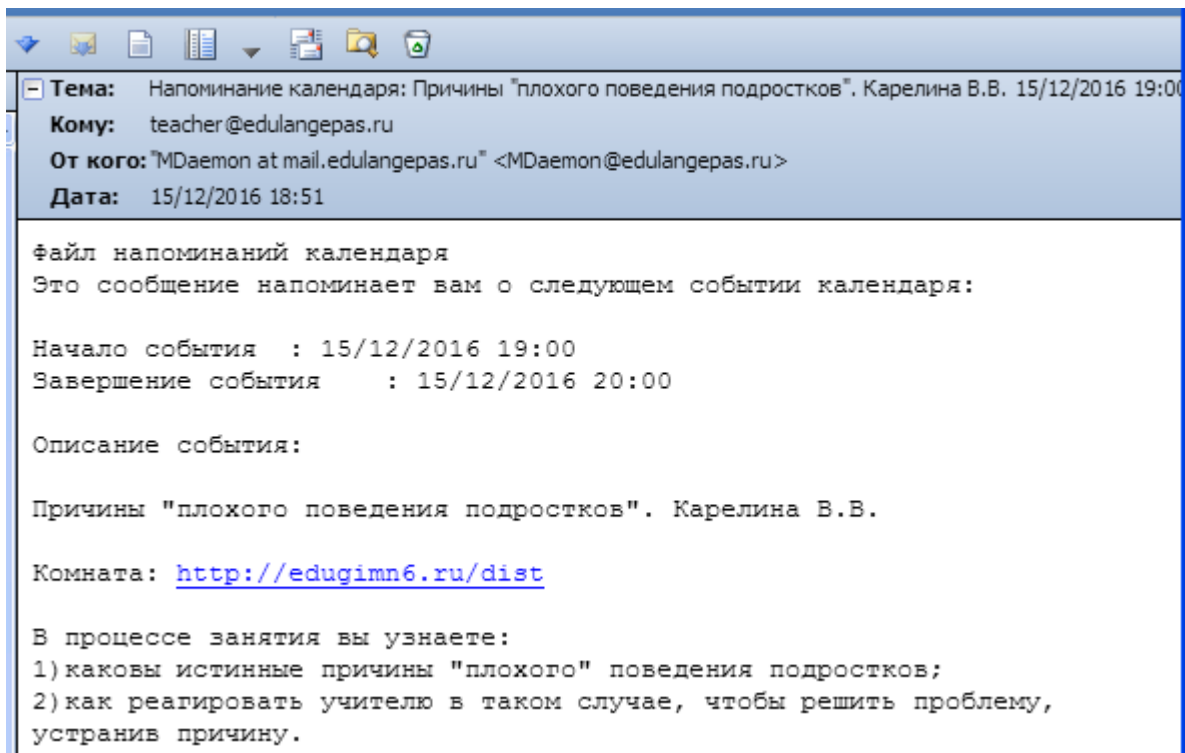 Тема: Напоминание календаря: Причины "плохого поведения подростков". Карелина В.В. 15/12/2016 19:00
Кому: teacher@edulangepas.ru
От кого: "MDaemon at mail.edulangepas.ru" <MDaemon@edulangepas.ru>
Дата: 15/12/2016 18:51
Файл напоминаний календаря
Это сообщение напоминает вам о следующем событии календаря:
Начало события : 15/12/2016 19:00
Завершение события : 15/12/2016 20:00
Описание события:
Причины "плохого поведения подростков". Карелина В.В.
Комната: http://edugimn6.ru/dist
В процессе занятия вы узнаете:
1)каковы истинные причины "плохого" поведения подростков;
2)как реагировать учителю в таком случае, чтобы решить проблему,
устранив причину.